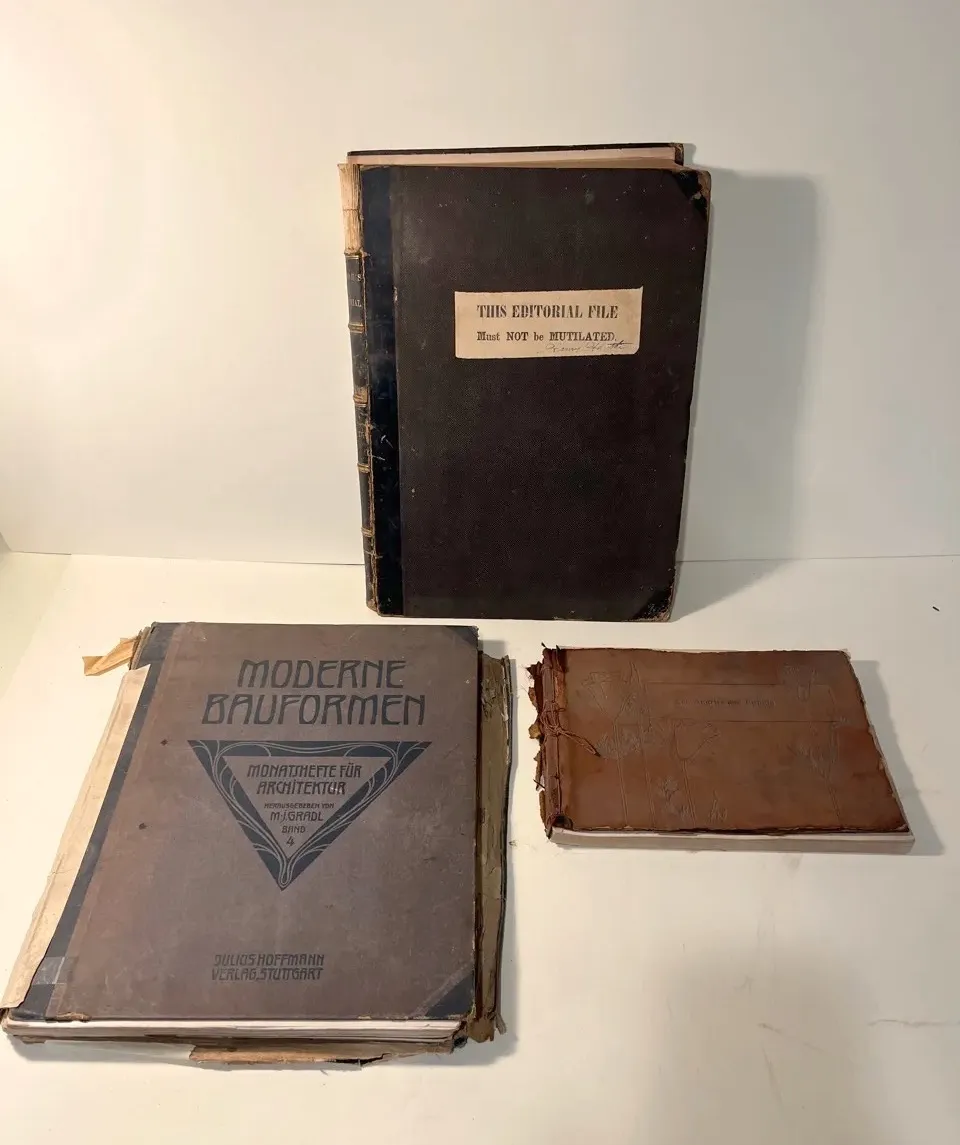 THIS EDITORIAL FILE
Must NOT be MUTILATED.
MODERNE
BAUFORMEN
MONATSHEFTE FÜR
ARCHITEKTUR
HERAUSGEGEBEN VON
M·J·GRADL
BAND
4
JULIUS HOFFMANN
VERLAG, STUTTGART